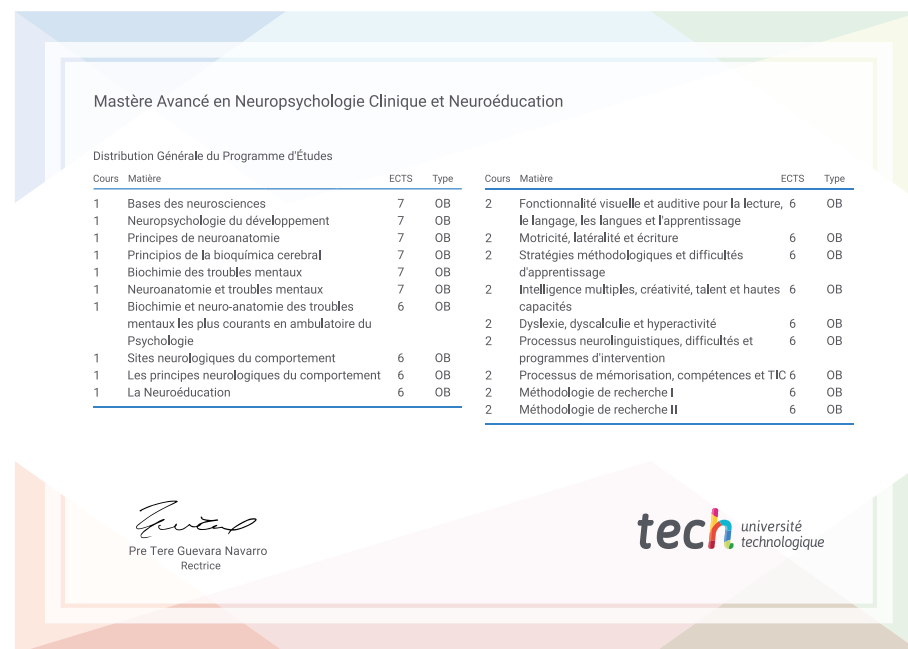 Mastère Avancé en Neuropsychologie Clinique et Neuroéducation
Distribution Générale du Programme d'Études
Cours Matière ECTS Type
1 Bases des neurosciences 7 OB
1 Neuropsychologie du développement 7 OB
1 Principes de neuroanatomie 7 OB
1 Principios de la bioquímica cerebral 7 OB
1 Biochimie des troubles mentaux 7 OB
1 Neuroanatomie et troubles mentaux 7 OB
1 Biochimie et neuro-anatomie des troubles 6 OB
mentaux les plus courants en ambulatoire du
Psychologie
1 Sites neurologiques du comportement 6 OB
1 Les principes neurologiques du comportement 6 OB
1 La Neuroéducation 6 OB
Cours Matière ECTS Type
2 Fonctionnalité visuelle et auditive pour la lecture, 6 OB
le langage, les langues et l'apprentissage
2 Motricité, latéralité et écriture 6 OB
2 Stratégies méthodologiques et difficultés 6 OB
d'apprentissage
2 Intelligence multiples, créativité, talent et hautes 6 OB
capacités
2 Dyslexie, dyscalculie et hyperactivité 6 OB
2 Processus neurolinguistiques, difficultés et 6 OB
programmes d'intervention
2 Processus de mémorisation, compétences et TIC 6 OB
2 Méthodologie de recherche I 6 OB
2 Méthodologie de recherche II 6 OB
Pre Tere Guevara Navarro
Rectrice
tech université
technologique